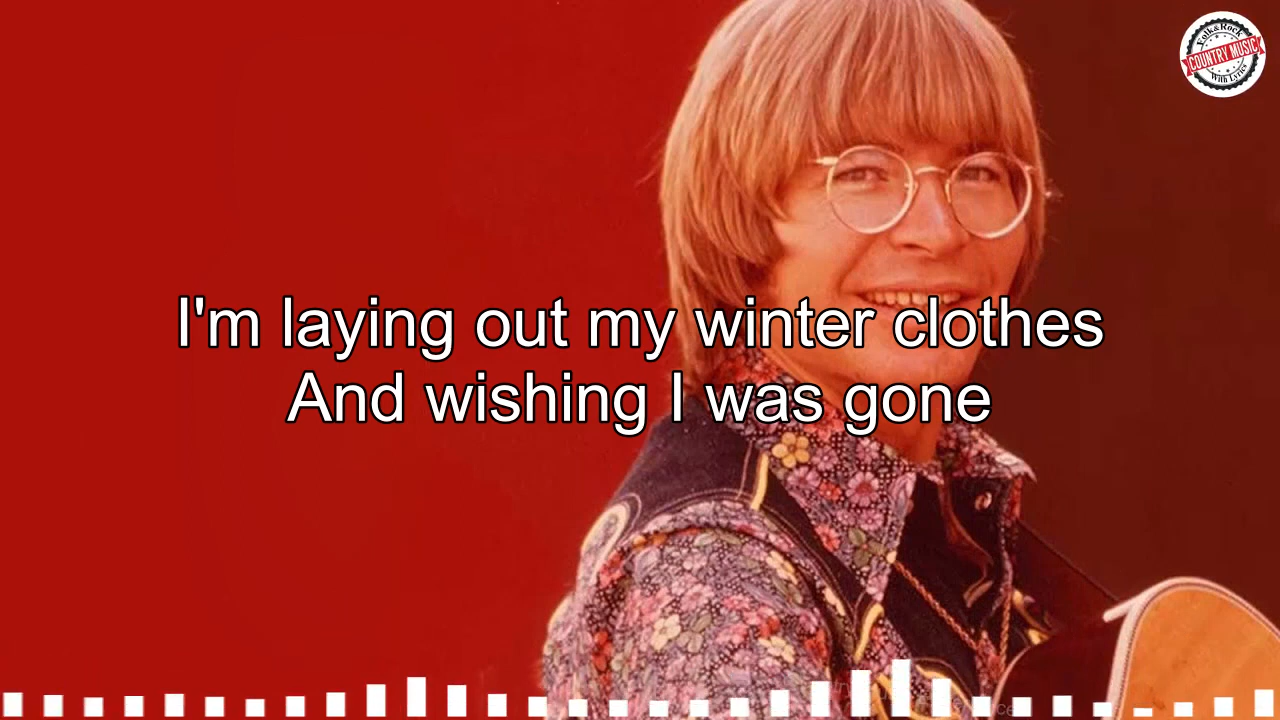 Folk&Rock
COUNTRY MUSIC
With Lyrics
I'm laying out my winter clothes
And wishing I was gone